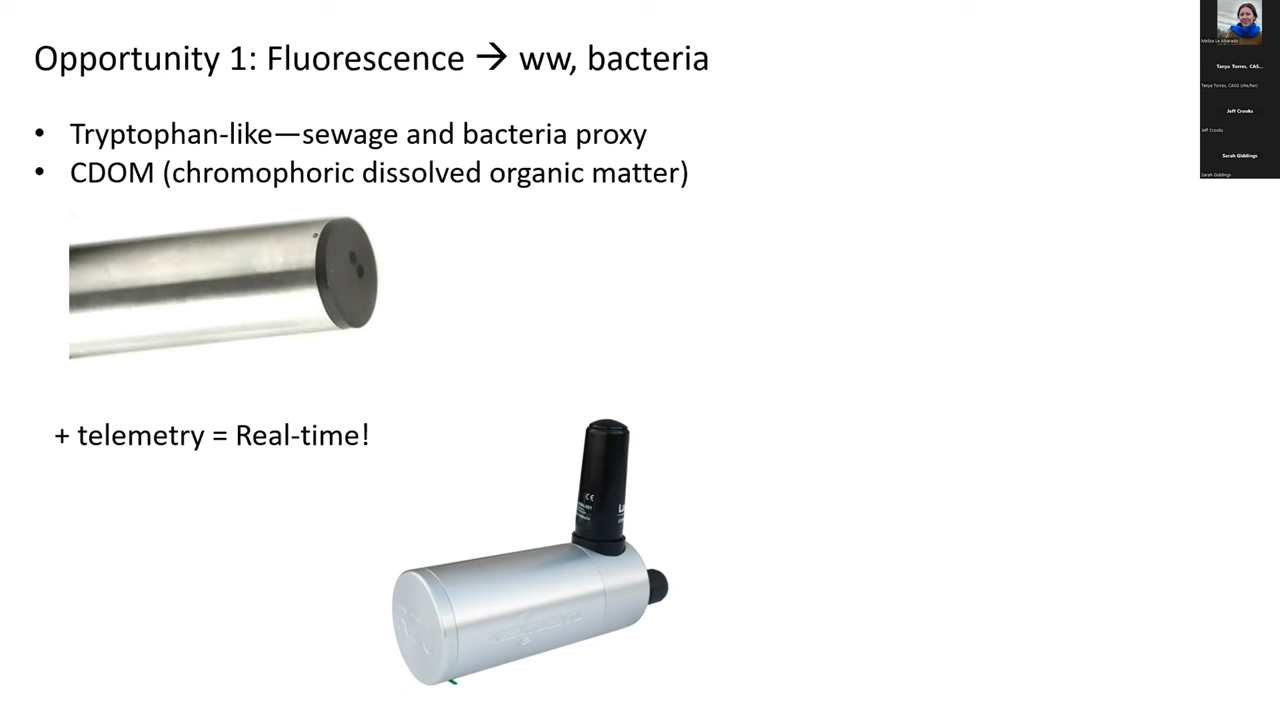 Opportunity 1: Fluorescence → ww, bacteria
• Tryptophan-like—sewage and bacteria proxy
• CDOM (chromophoric dissolved organic matter)
+ telemetry = Real-time!
Tanya Torres, CAS...
Tanya Torres, CASG (she/her)
Jeff Crooks
Jeff Crooks
Sarah Giddings
Sarah Giddings